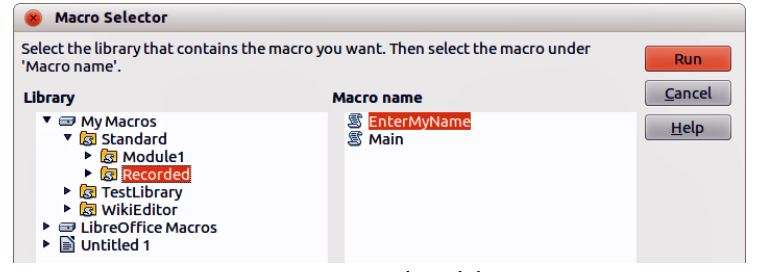 Macro Selector
Select the library that contains the macro you want. Then select the macro under
'Macro name'.
Run
Cancel
Help
Library
My Macros
Standard
Module1
Recorded
TestLibrary
WikiEditor
LibreOffice Macros
Untitled 1
Macro name
EnterMyName
Main